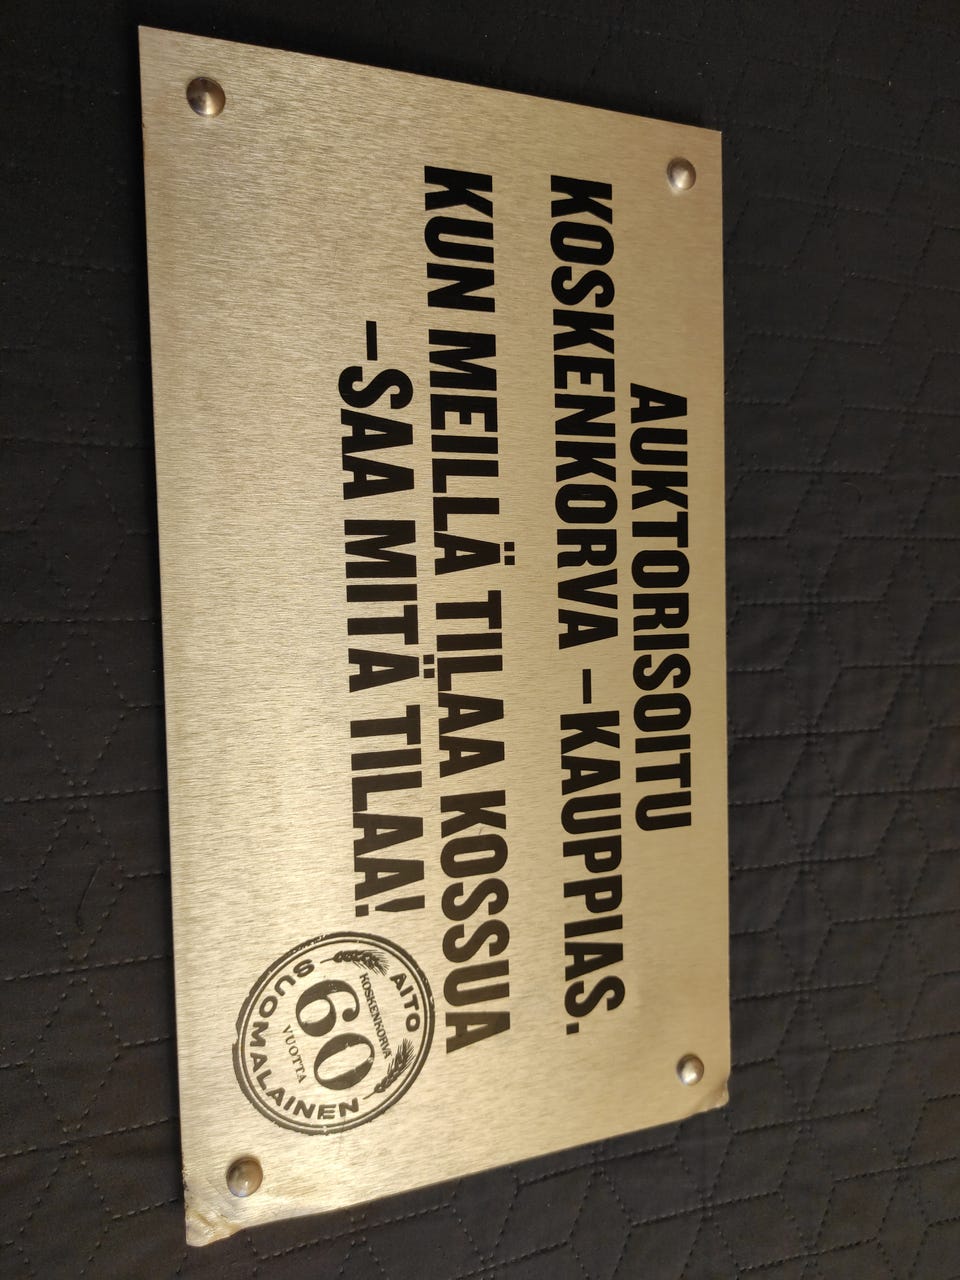 AUKTORISOITU
KOSKENKORVA –KAUPPIAS.
KUN MEILLÄ TILAA KOSSUA
–SAA MITÄ TILAA!
AITO
KOSKENKORVA
60
VUOTTA
SUOMALAINEN